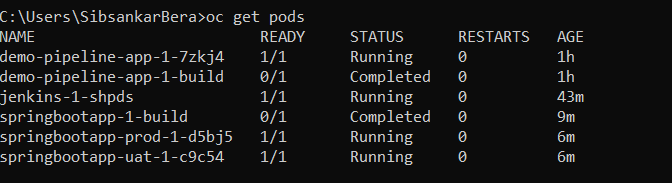 C:\Users\SibsankarBera>oc get pods
NAME READY STATUS RESTARTS AGE
demo-pipeline-app-1-7zkj4 1/1 Running 0 1h
demo-pipeline-app-1-build 0/1 Completed 0 1h
jenkins-1-shpds 1/1 Running 0 43m
springbootapp-1-build 0/1 Completed 0 9m
springbootapp-prod-1-d5bj5 1/1 Running 0 6m
springbootapp-uat-1-c9c54 1/1 Running 0 6m